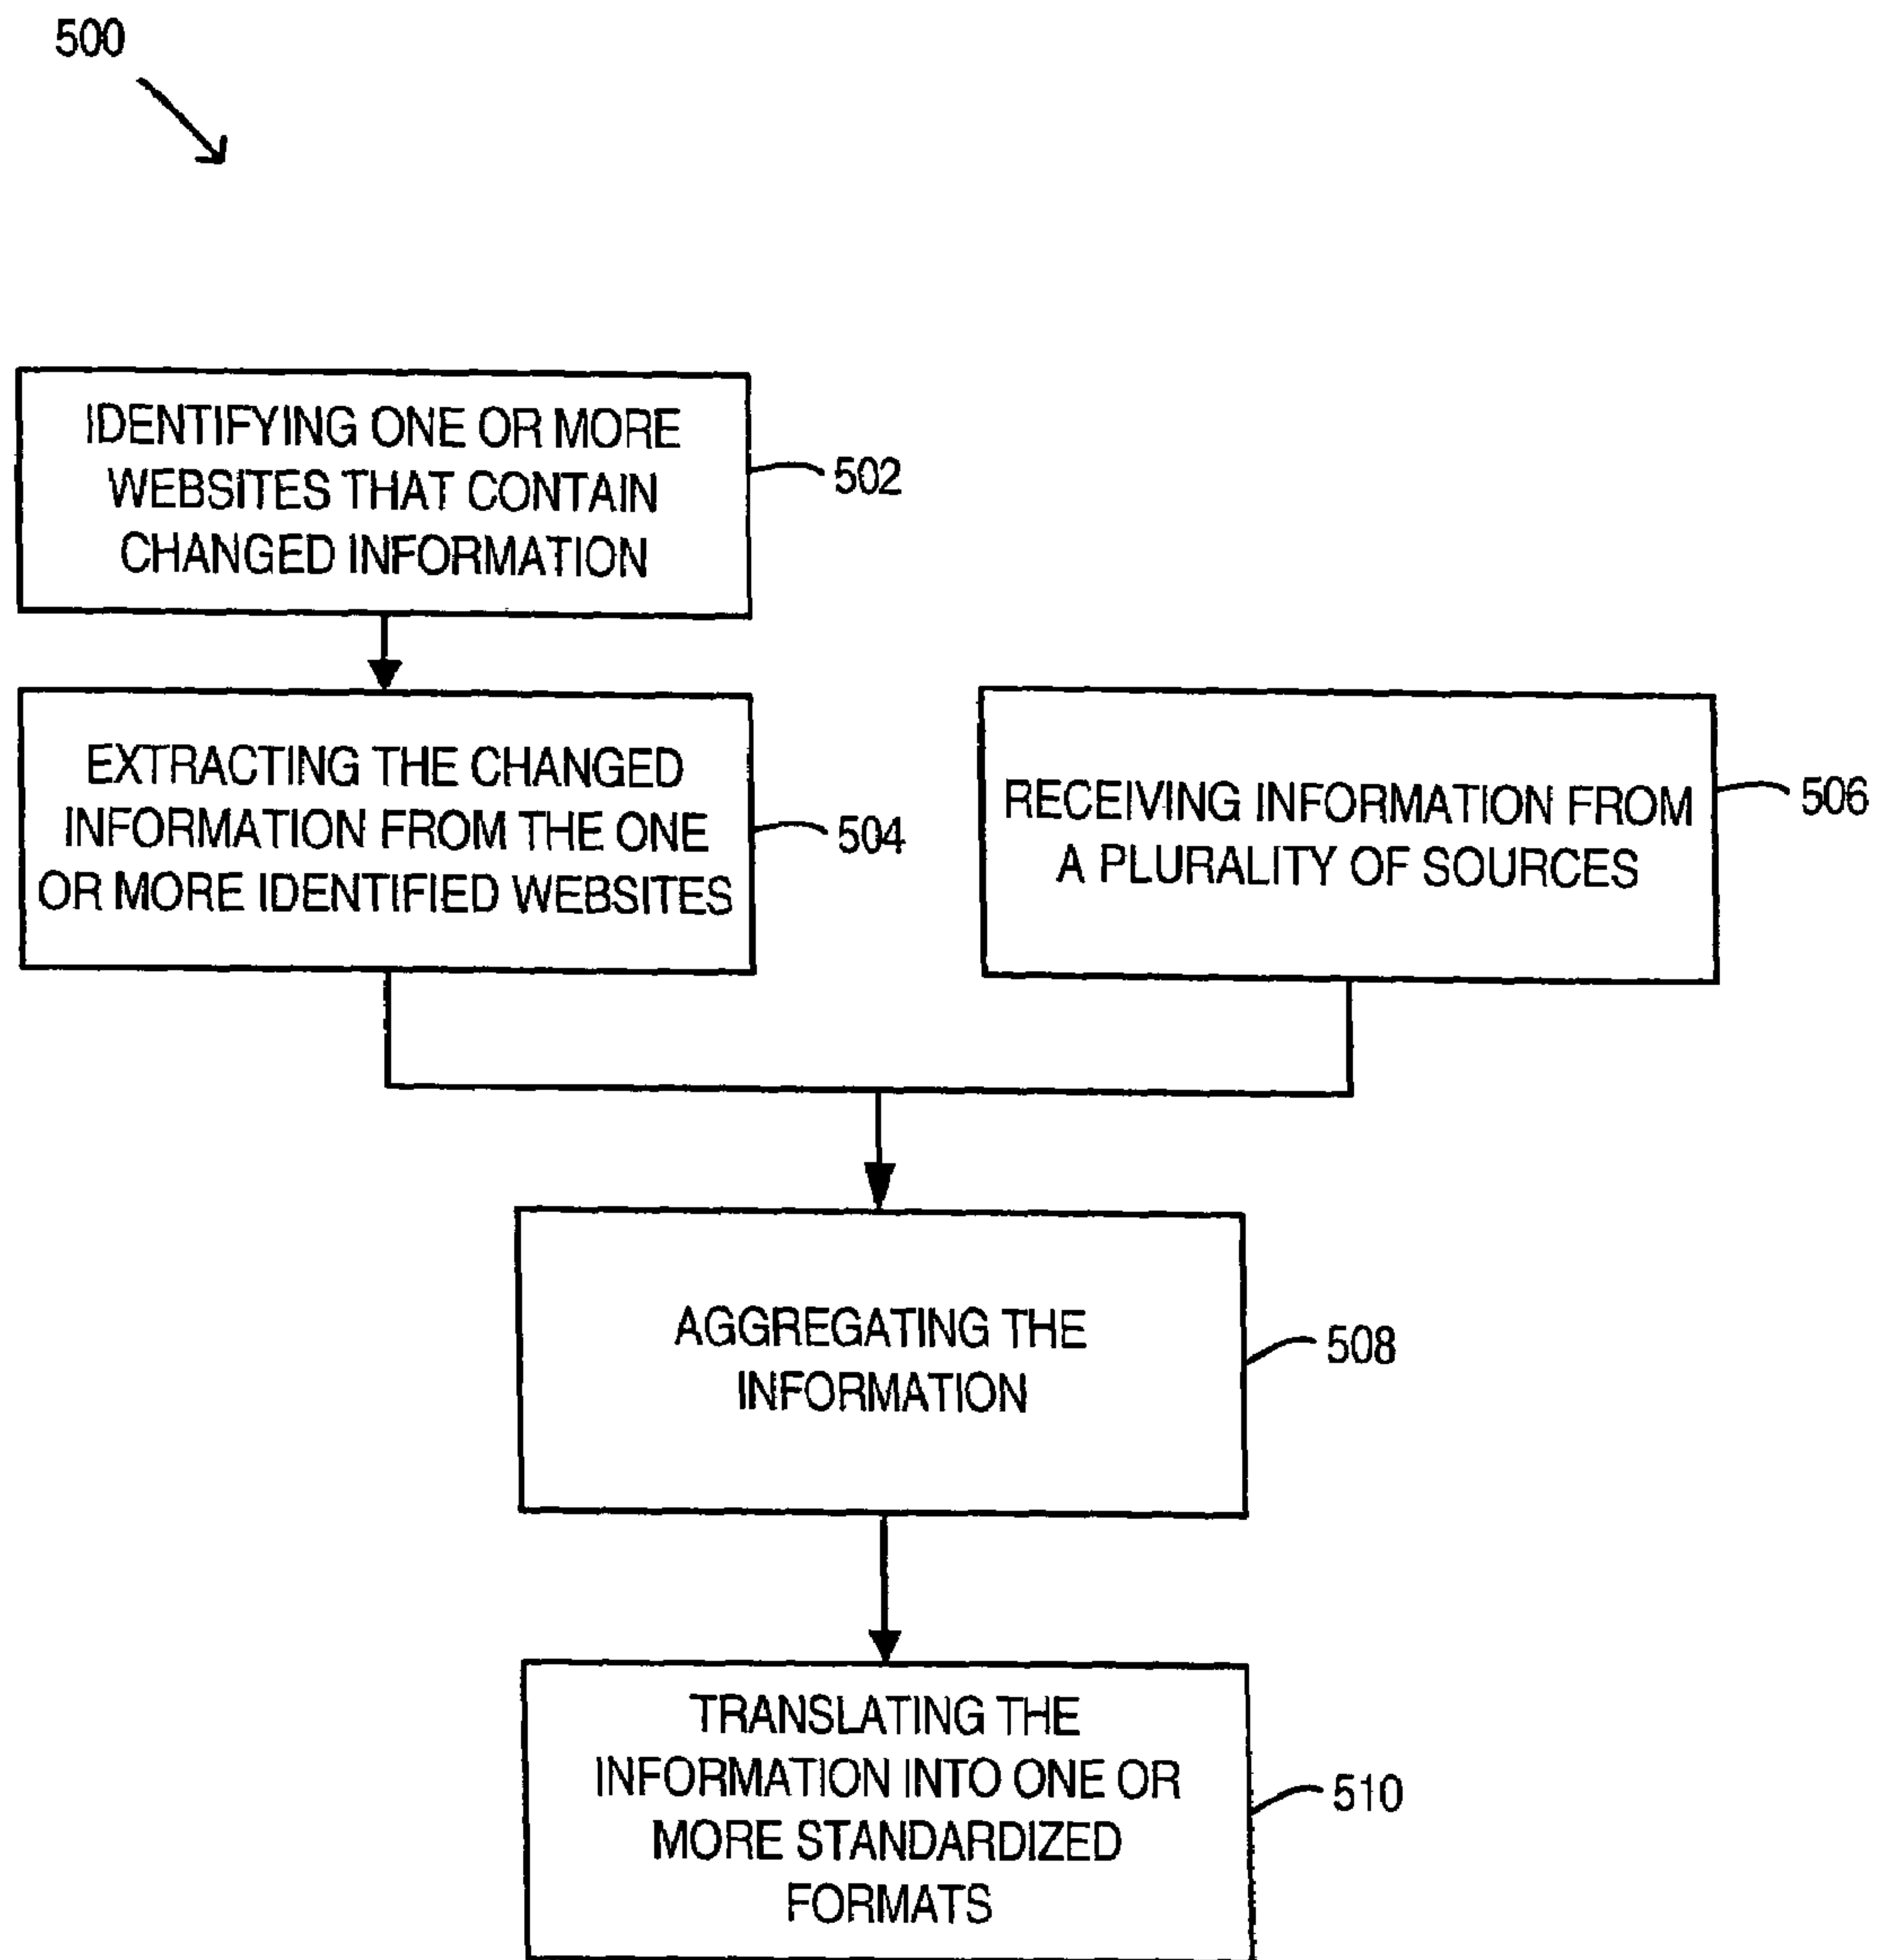 500
IDENTIFYING ONE OR MORE
WEBSITES THAT CONTAIN
CHANGED INFORMATION
502
EXTRACTING THE CHANGED
INFORMATION FROM THE ONE
OR MORE IDENTIFIED WEBSITES
504
RECEIVING INFORMATION FROM
A PLURALITY OF SOURCES
506
AGGREGATING THE
INFORMATION
508
TRANSLATING THE
INFORMATION INTO ONE OR
MORE STANDARDIZED
FORMATS
510